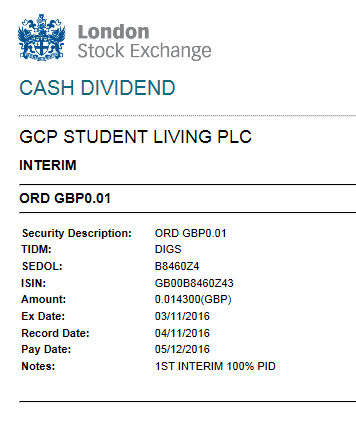 London
Stock Exchange
CASH DIVIDEND
GCP STUDENT LIVING PLC
INTERIM
ORD GBP0.01
Security Description: ORD GBP0.01
TIDM: DIGS
SEDOL: B8460Z4
ISIN: GB00B8460Z43
Amount: 0.014300(GBP)
Ex Date: 03/11/2016
Record Date: 04/11/2016
Pay Date: 05/12/2016
Notes: 1ST INTERIM 100% PID